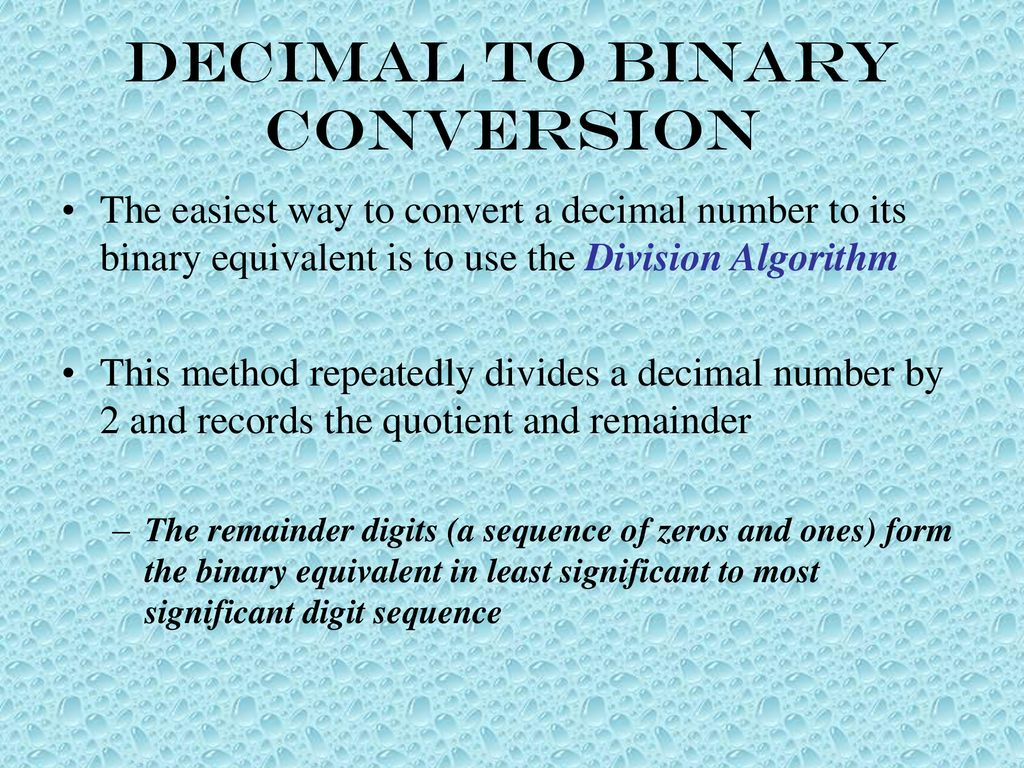 DECIMAL TO BINARY
CONVERSION
• The easiest way to convert a decimal number to its
binary equivalent is to use the Division Algorithm
• This method repeatedly divides a decimal number by
2 and records the quotient and remainder
– The remainder digits (a sequence of zeros and ones) form
the binary equivalent in least significant to most
significant digit sequence